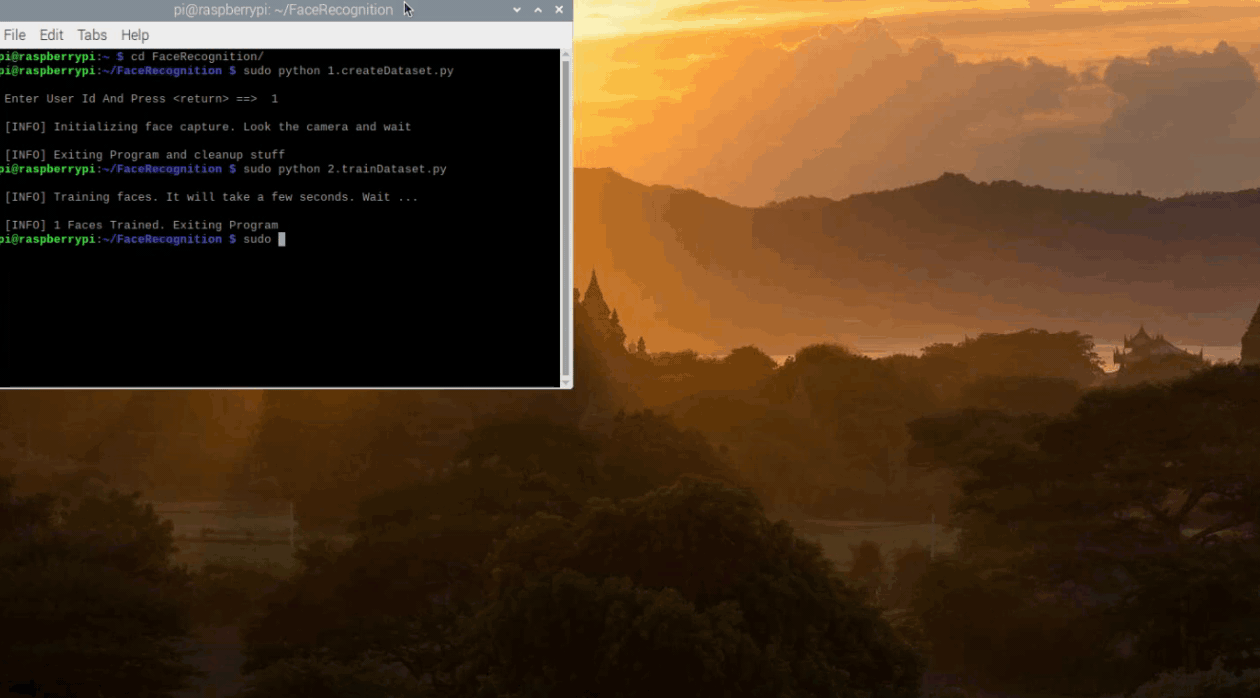 pi@raspberrypi: ~/FaceRecognition
File Edit Tabs Help
pi@raspberrypi:~ $ cd FaceRecognition/
pi@raspberrypi:~/FaceRecognition $ sudo python 1.createDataset.py
Enter User Id And Press <return> ==>  1
[INFO] Initializing face capture. Look the camera and wait
[INFO] Exiting Program and cleanup stuff
pi@raspberrypi:~/FaceRecognition $ sudo python 2.trainDataset.py
[INFO] Training faces. It will take a few seconds. Wait ...
[INFO] 1 Faces Trained. Exiting Program
pi@raspberrypi:~/FaceRecognition $ sudo